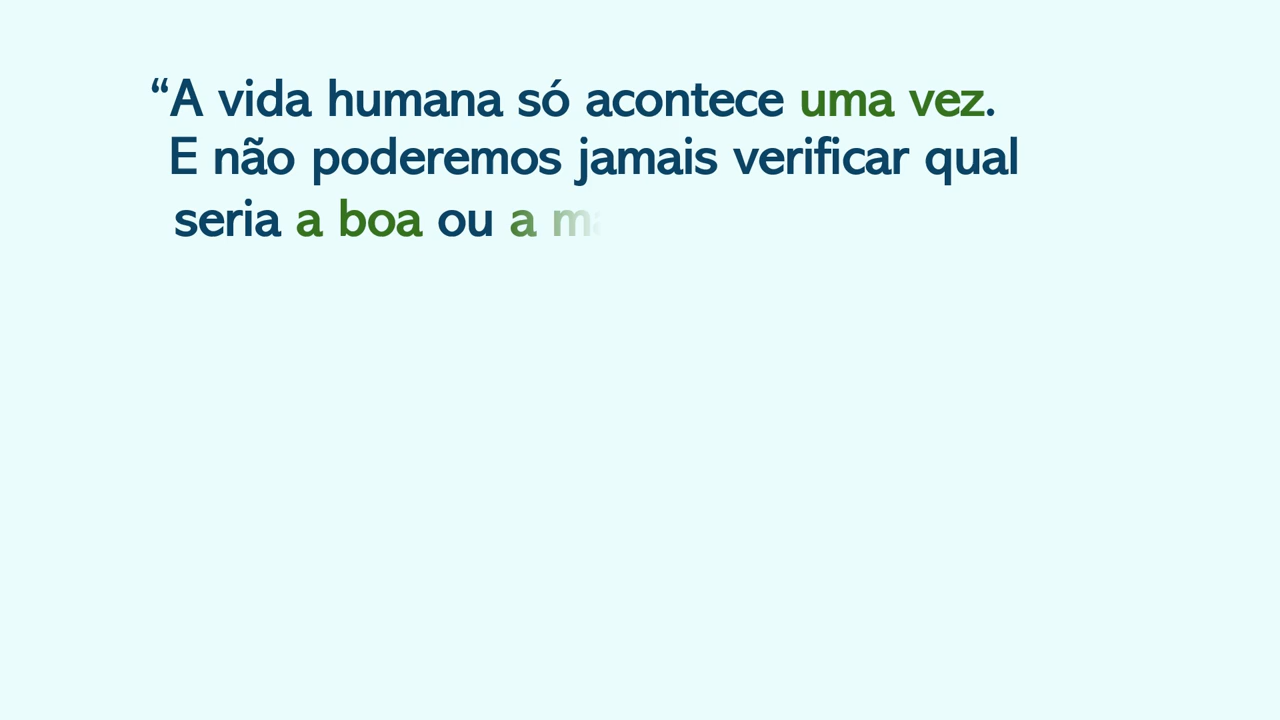 “A vida humana só acontece uma vez.
E não poderemos jamais verificar qual
seria a boa ou a